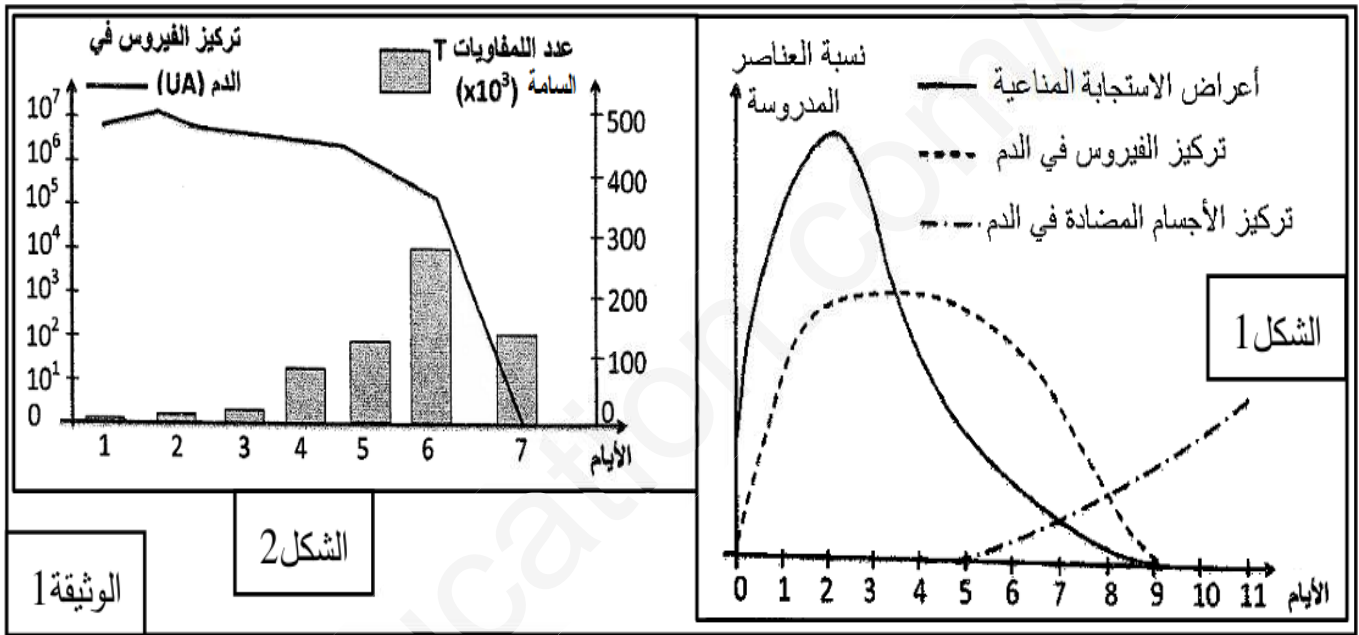 نسبة العناصر
المدروسة
أعراض الاستجابة المناعية
تركيز الفيروس في الدم
تركيز الأجسام المضادة في الدم
الشكل1
0 1 2 3 4 5 6 7 8 9 10 11 الأيام
تركيز الفيروس في
الدم (UA)
عدد اللمفاويات T
السامة (x10³)
10⁷
10⁶
10⁵
10⁴
10³
10²
10¹
0
500
400
300
200
100
0
1 2 3 4 5 6 7 الأيام
الشكل2
الوثيقة1